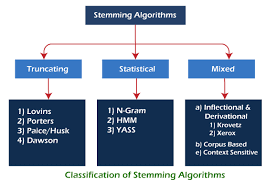 Stemming Algorithms
Truncating
Statistical
Mixed
1) Lovins
2) Porters
3) Paice/Husk
4) Dawson
1) N-Gram
2) HMM
3) YASS
a) Inflectional &
Derivational
1) Krovetz
2) Xerox
b) Corpus Based
e) Context Sensitive
Classification of Stemming Algorithms